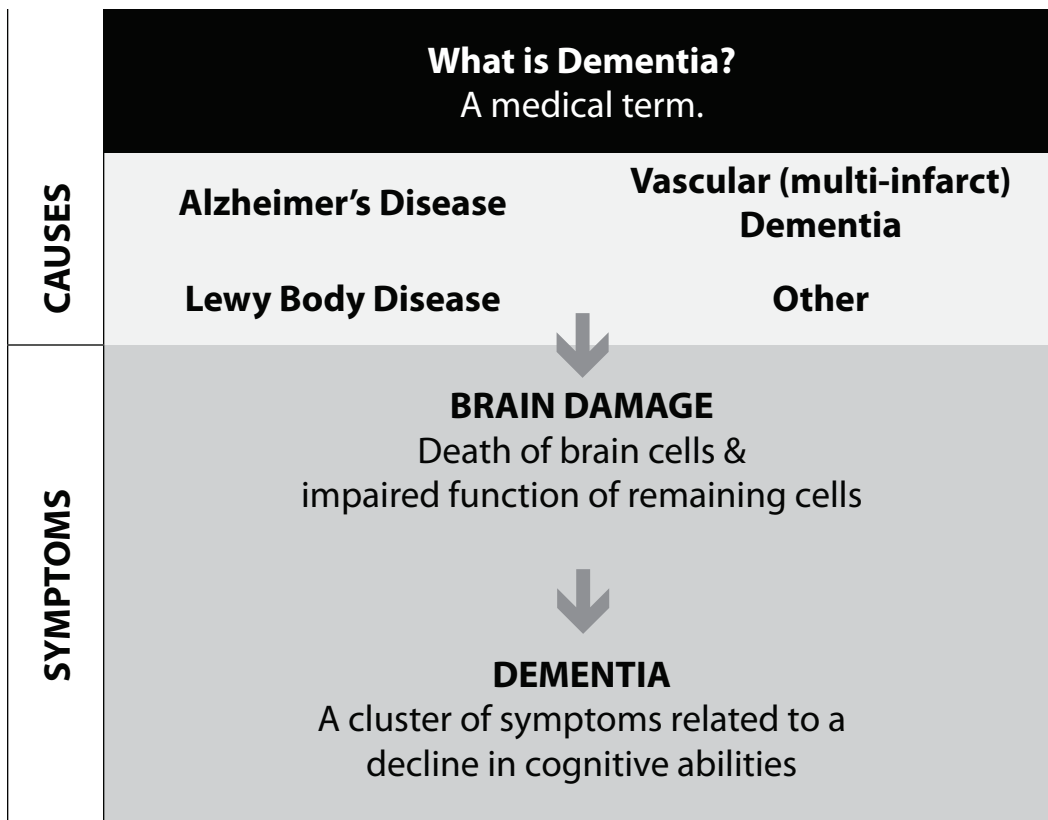 What is Dementia?
A medical term.
CAUSES
Alzheimer’s Disease
Vascular (multi-infarct)
Dementia
Lewy Body Disease
Other
SYMPTOMS
BRAIN DAMAGE
Death of brain cells &
impaired function of remaining cells
DEMENTIA
A cluster of symptoms related to a
decline in cognitive abilities